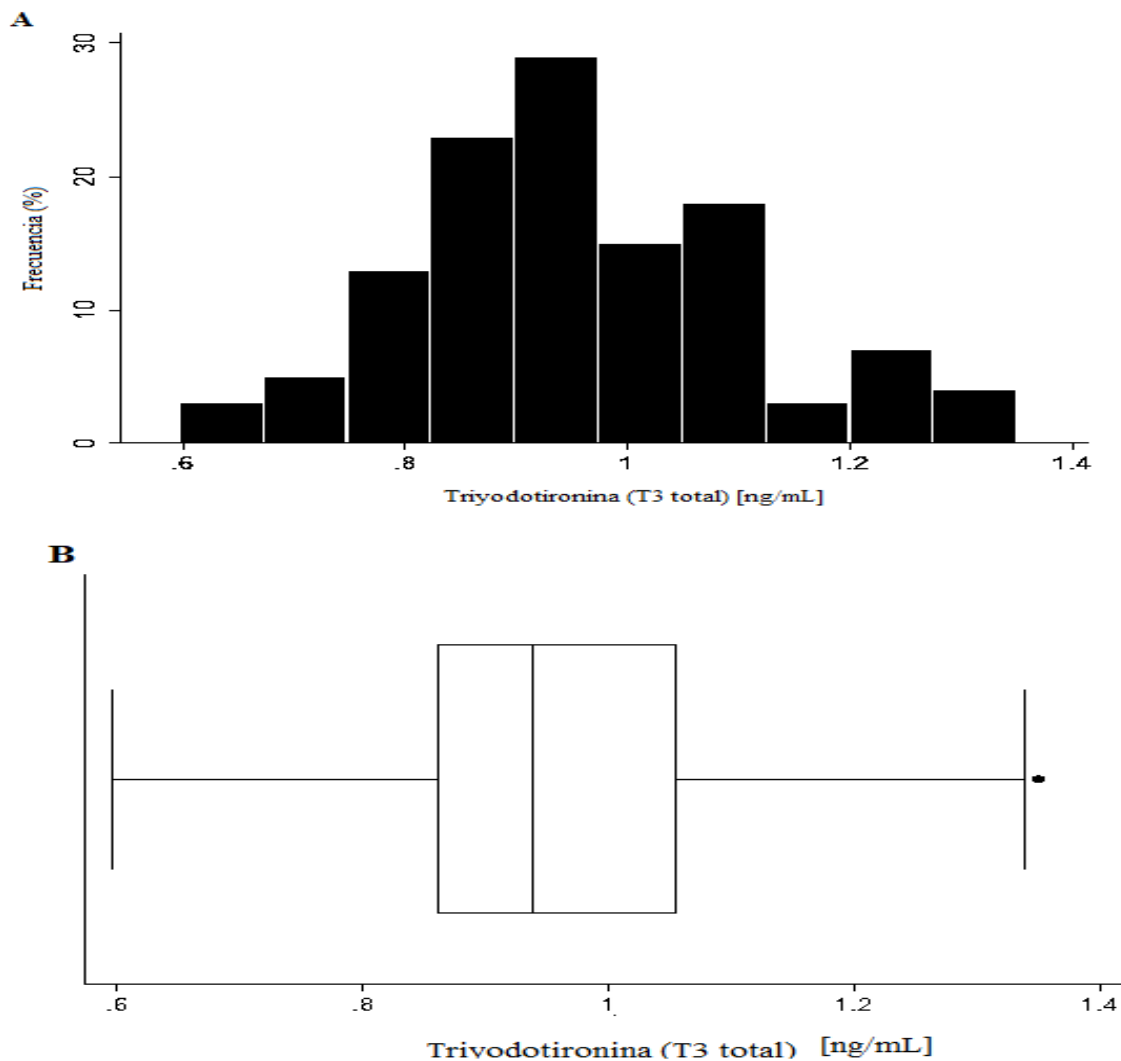 A
30
20
10
0
Frecuencia (%)
.6 .8 1 1.2 1.4
Triyodotironina (T3 total) [ng/mL]
B
.6 .8 1 1.2 1.4
Triyodotironina (T3 total) [ng/mL]